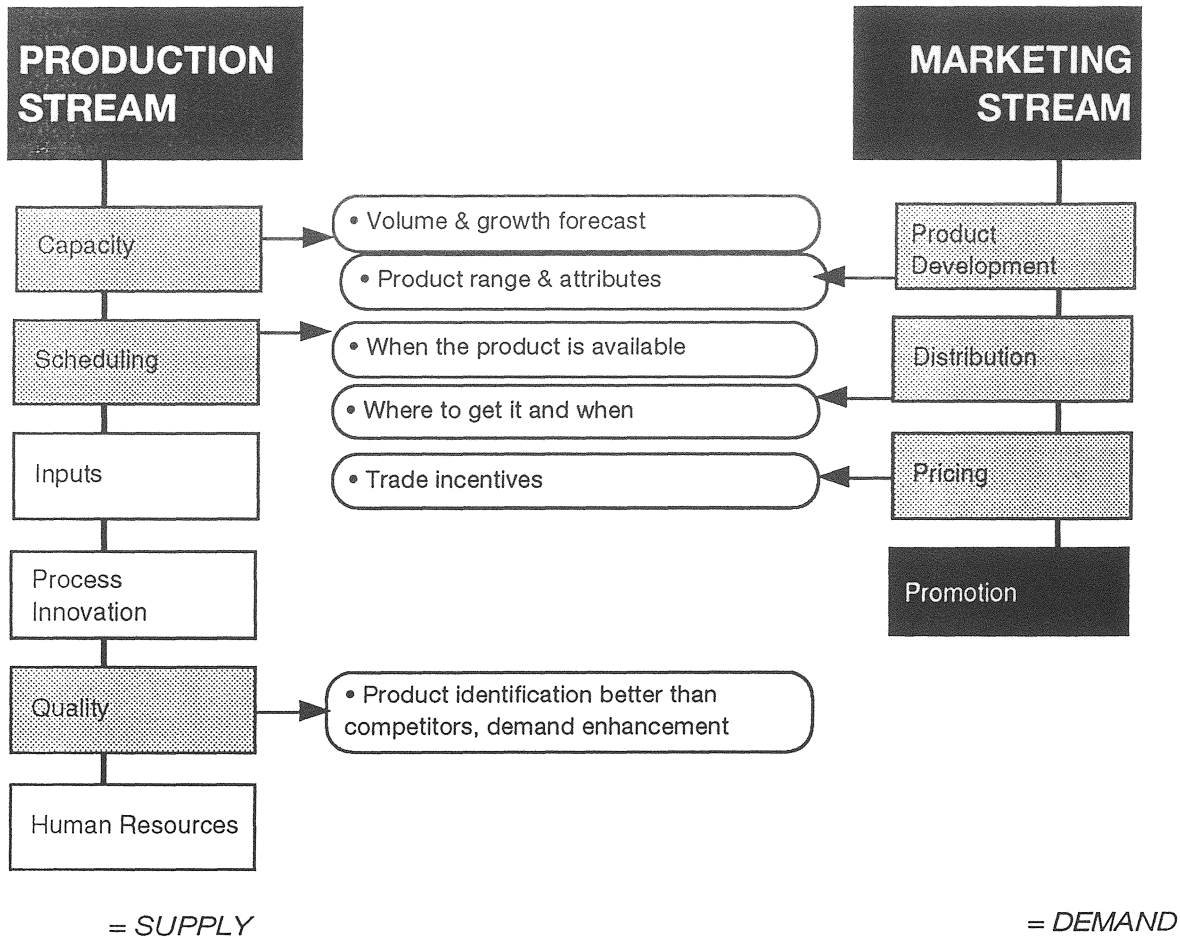 PRODUCTION
STREAM
MARKETING
STREAM
Capacity
• Volume & growth forecast
Product
Development
• Product range & attributes
Scheduling
• When the product is available
Distribution
• Where to get it and when
Inputs
• Trade incentives
Pricing
Process
Innovation
Promotion
Quality
• Product identification better than
competitors, demand enhancement
Human Resources
= SUPPLY
= DEMAND